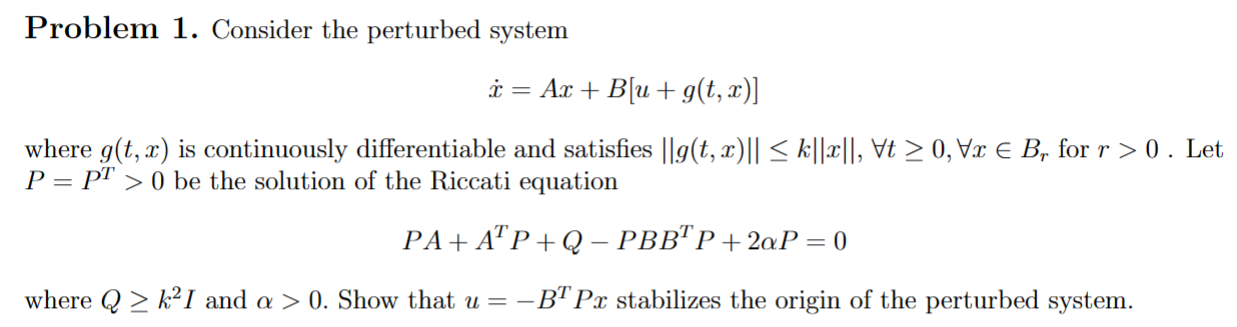 Problem 1. Consider the perturbed system
ẋ = Ax + B[u + g(t, x)]
where g(t, x) is continuously differentiable and satisfies ||g(t, x)|| ≤ k||x||, ∀t ≥ 0, ∀x ∈ B_r for r > 0 . Let
P = P^T > 0 be the solution of the Riccati equation
PA + A^T P + Q − PBB^T P + 2αP = 0
where Q ≥ k²I and α > 0. Show that u = −B^T Px stabilizes the origin of the perturbed system.